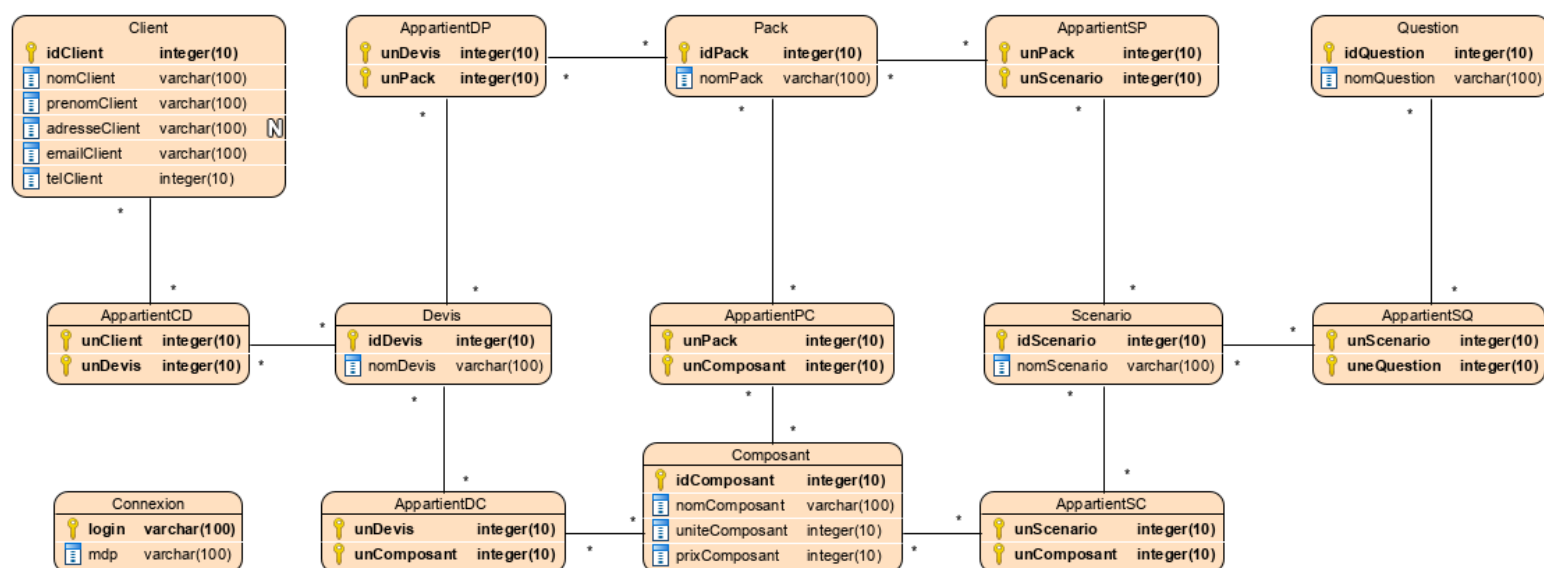 Client
idClient integer(10)
nomClient varchar(100)
prenomClient varchar(100)
adresseClient varchar(100) N
emailClient varchar(100)
telClient integer(10)
AppartientDP
unDevis integer(10)
unPack integer(10)
Pack
idPack integer(10)
nomPack varchar(100)
AppartientSP
unPack integer(10)
unScenario integer(10)
Question
idQuestion integer(10)
nomQuestion varchar(100)
* * * *
* * * * *
* * * * *
AppartientCD
unClient integer(10)
unDevis integer(10)
Devis
idDevis integer(10)
nomDevis varchar(100)
AppartientPC
unPack integer(10)
unComposant integer(10)
Scenario
idScenario integer(10)
nomScenario varchar(100)
AppartientSQ
unScenario integer(10)
uneQuestion integer(10)
* * * *
* * *
* * *
Connexion
login varchar(100)
mdp varchar(100)
AppartientDC
unDevis integer(10)
unComposant integer(10)
Composant
idComposant integer(10)
nomComposant varchar(100)
uniteComposant integer(10)
prixComposant integer(10)
AppartientSC
unScenario integer(10)
unComposant integer(10)
* * * *